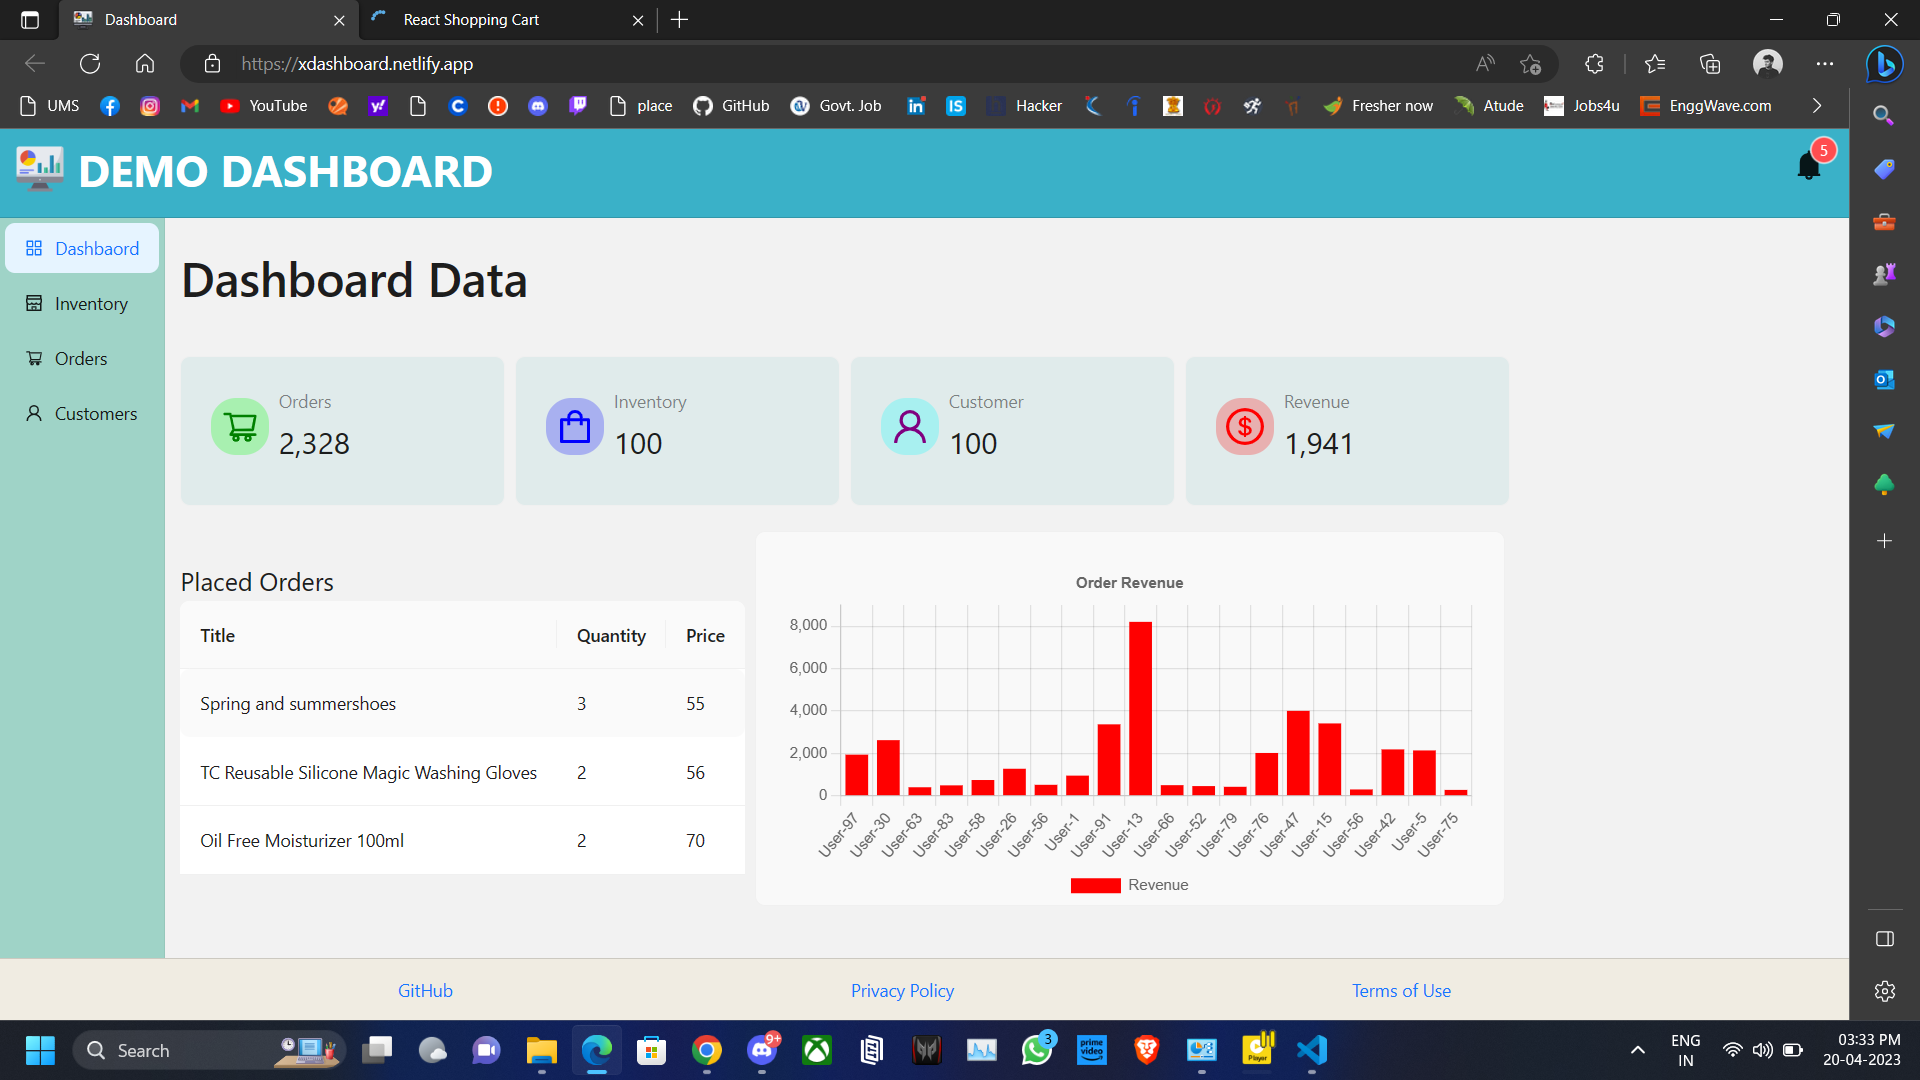 Dashboard
React Shopping Cart
https://xdashboard.netlify.app
UMS
YouTube
place
GitHub
Govt. Job
Hacker
Fresher now
Atude
Jobs4u
EnggWave.com
DEMO DASHBOARD
5
Dashbaord
Inventory
Orders
Customers
Dashboard Data
Orders
2,328
Inventory
100
Customer
100
Revenue
1,941
Placed Orders
Title Quantity Price
Spring and summershoes 3 55
TC Reusable Silicone Magic Washing Gloves 2 56
Oil Free Moisturizer 100ml 2 70
Order Revenue
8,000
6,000
4,000
2,000
0
User-97
User-30
User-63
User-83
User-58
User-26
User-56
User-1
User-91
User-13
User-66
User-52
User-79
User-76
User-47
User-15
User-56
User-42
User-5
User-75
Revenue
GitHub
Privacy Policy
Terms of Use
Search
9+
3
prime video
Player
ENG
IN
03:33 PM
20-04-2023